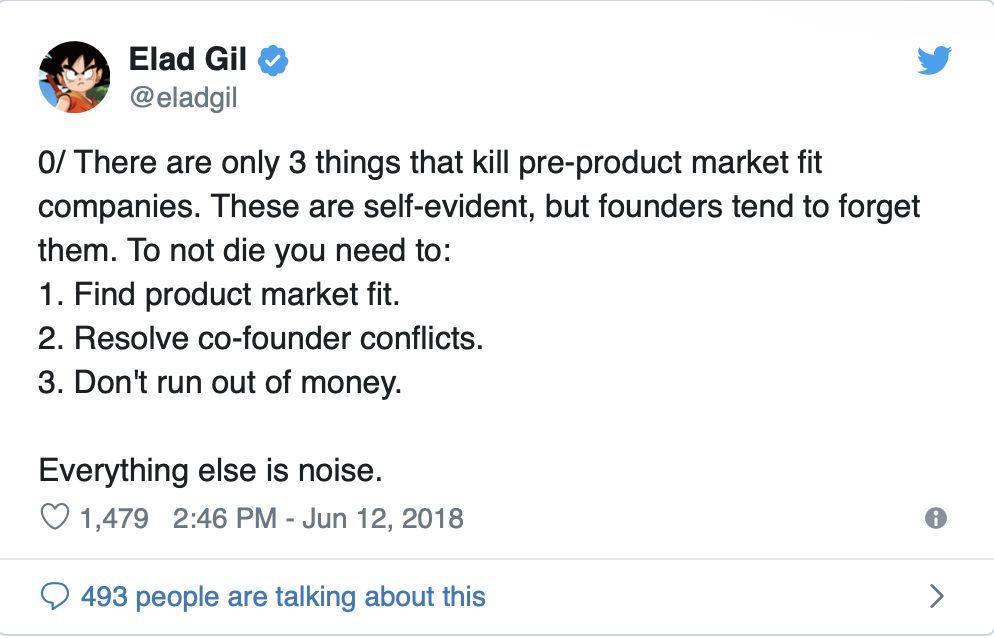 Elad Gil
@eladgil
0/ There are only 3 things that kill pre-product market fit
companies. These are self-evident, but founders tend to forget
them. To not die you need to:
1. Find product market fit.
2. Resolve co-founder conflicts.
3. Don't run out of money.
Everything else is noise.
1,479 2:46 PM - Jun 12, 2018
493 people are talking about this